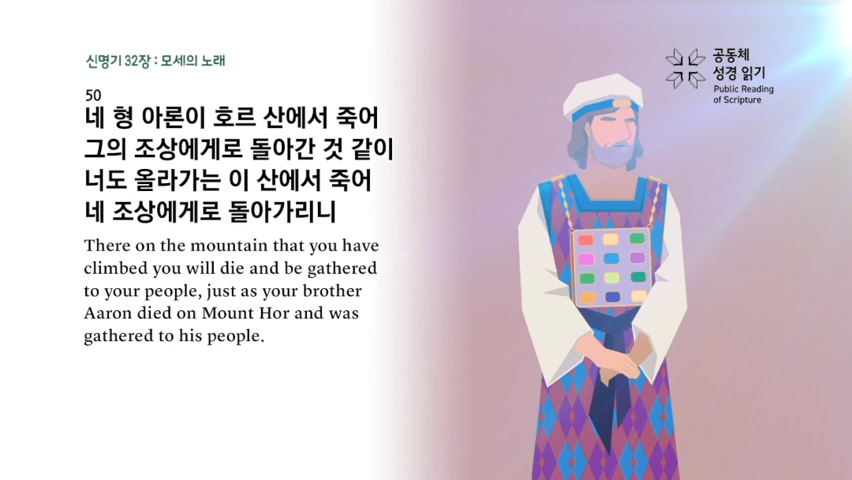 신명기 32장 : 모세의 노래
50
네 형 아론이 호르 산에서 죽어
그의 조상에게로 돌아간 것 같이
너도 올라가는 이 산에서 죽어
네 조상에게로 돌아가리니
There on the mountain that you have
climbed you will die and be gathered
to your people, just as your brother
Aaron died on Mount Hor and was
gathered to his people.
공동체
성경 읽기
Public Reading
of Scripture